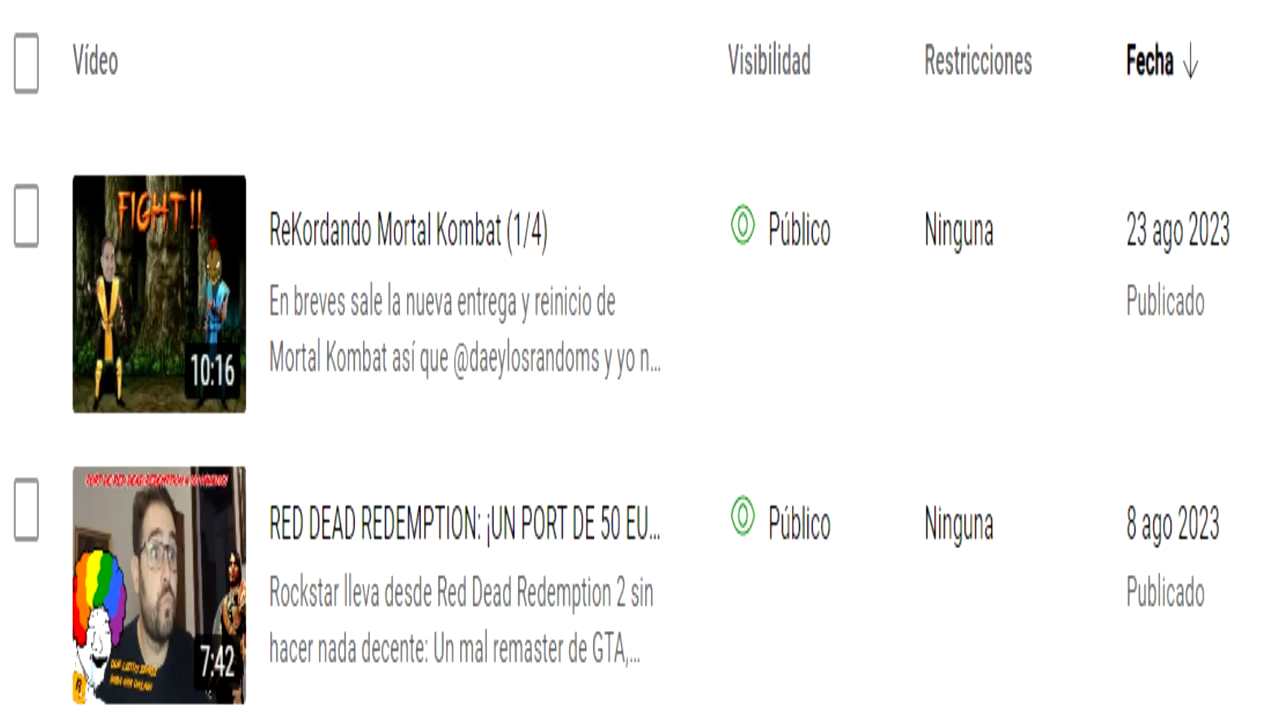 Vídeo
Visibilidad
Restricciones
Fecha
FIGHT !!
10:16
ReKordando Mortal Kombat (1/4)
En breves sale la nueva entrega y reinicio de
Mortal Kombat así que @daeylosrandoms y yo n...
Público
Ninguna
23 ago 2023
Publicado
7:42
RED DEAD REDEMPTION: ¡UN PORT DE 50 EU...
Rockstar lleva desde Red Dead Redemption 2 sin
hacer nada decente: Un mal remaster de GTA,...
Público
Ninguna
8 ago 2023
Publicado